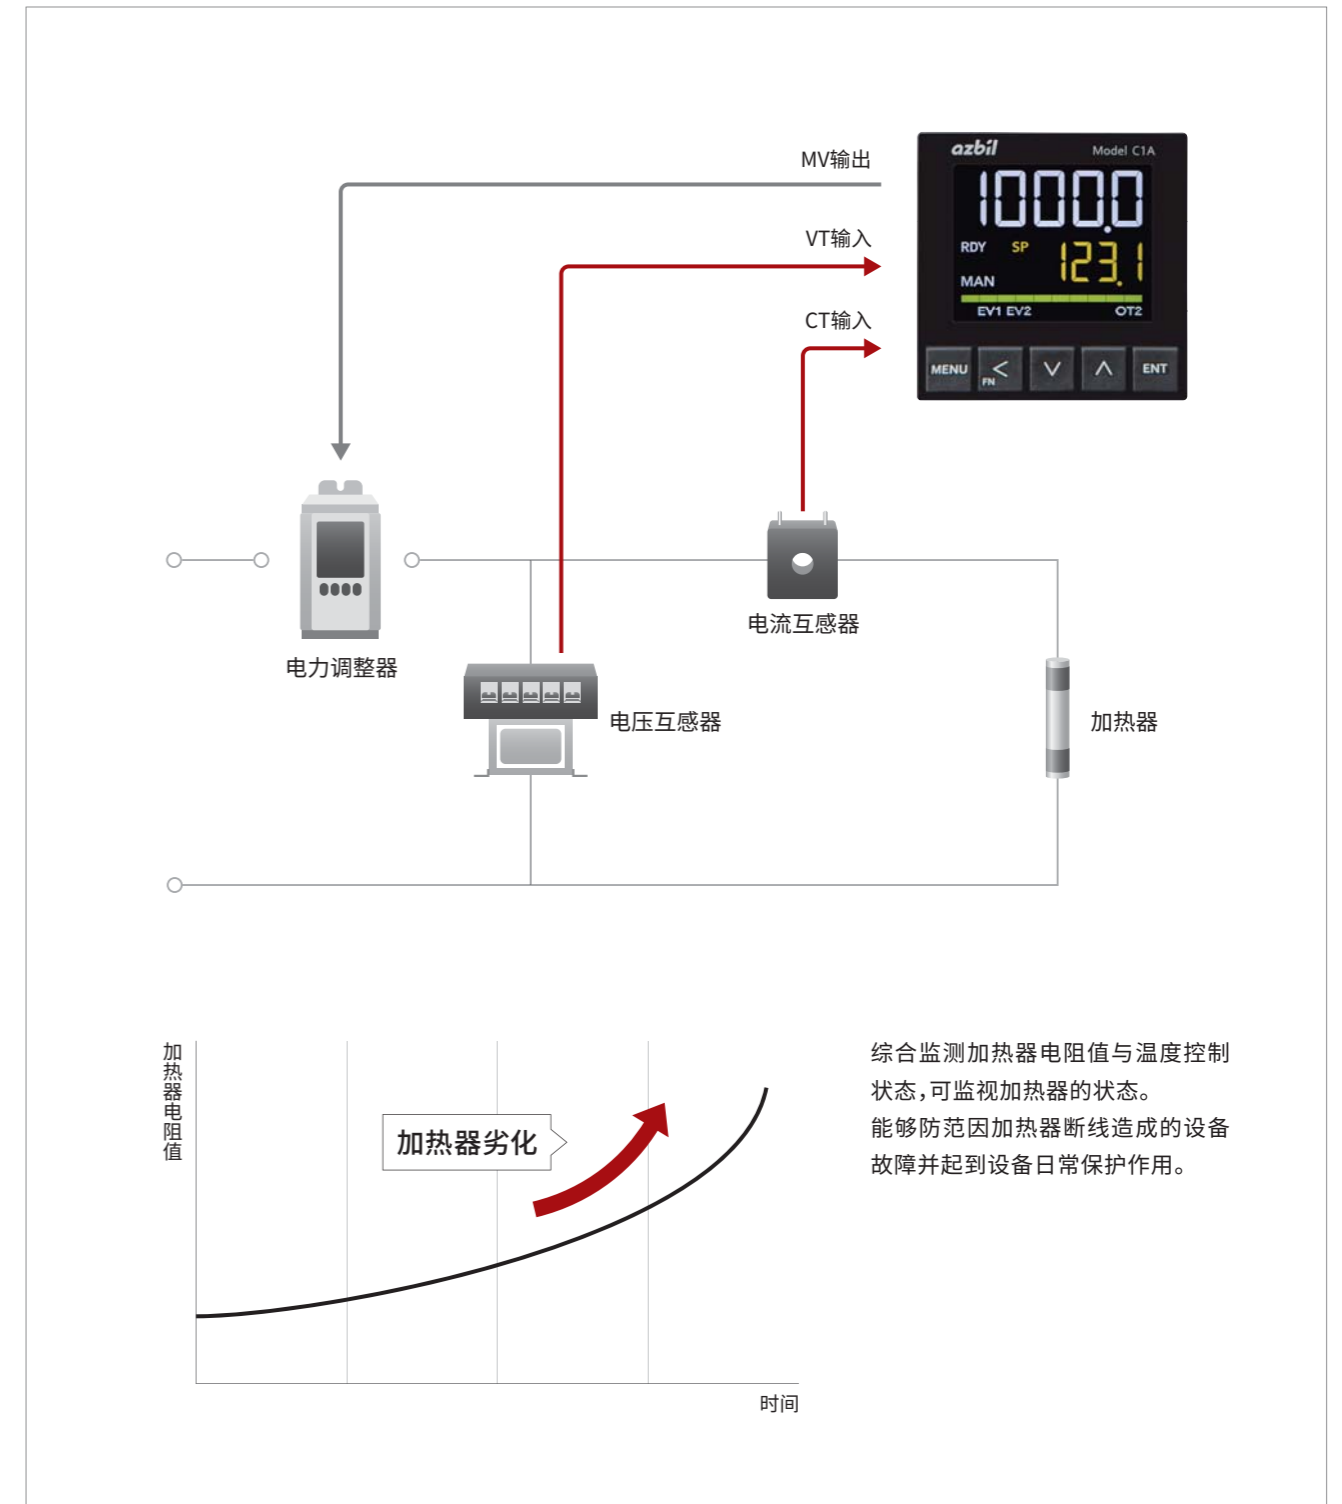 azbil
Model C1A
1000.0
RDY SP 123.1
MAN
EV1 EV2 OT2
MENU FN ENT
MV输出
VT输入
CT输入
电流互感器
电力调整器
电压互感器
加热器
加热器电阻值
加热器劣化
时间
综合监测加热器电阻值与温度控制
状态,可监视加热器的状态。
能够防范因加热器断线造成的设备
故障并起到设备日常保护作用。